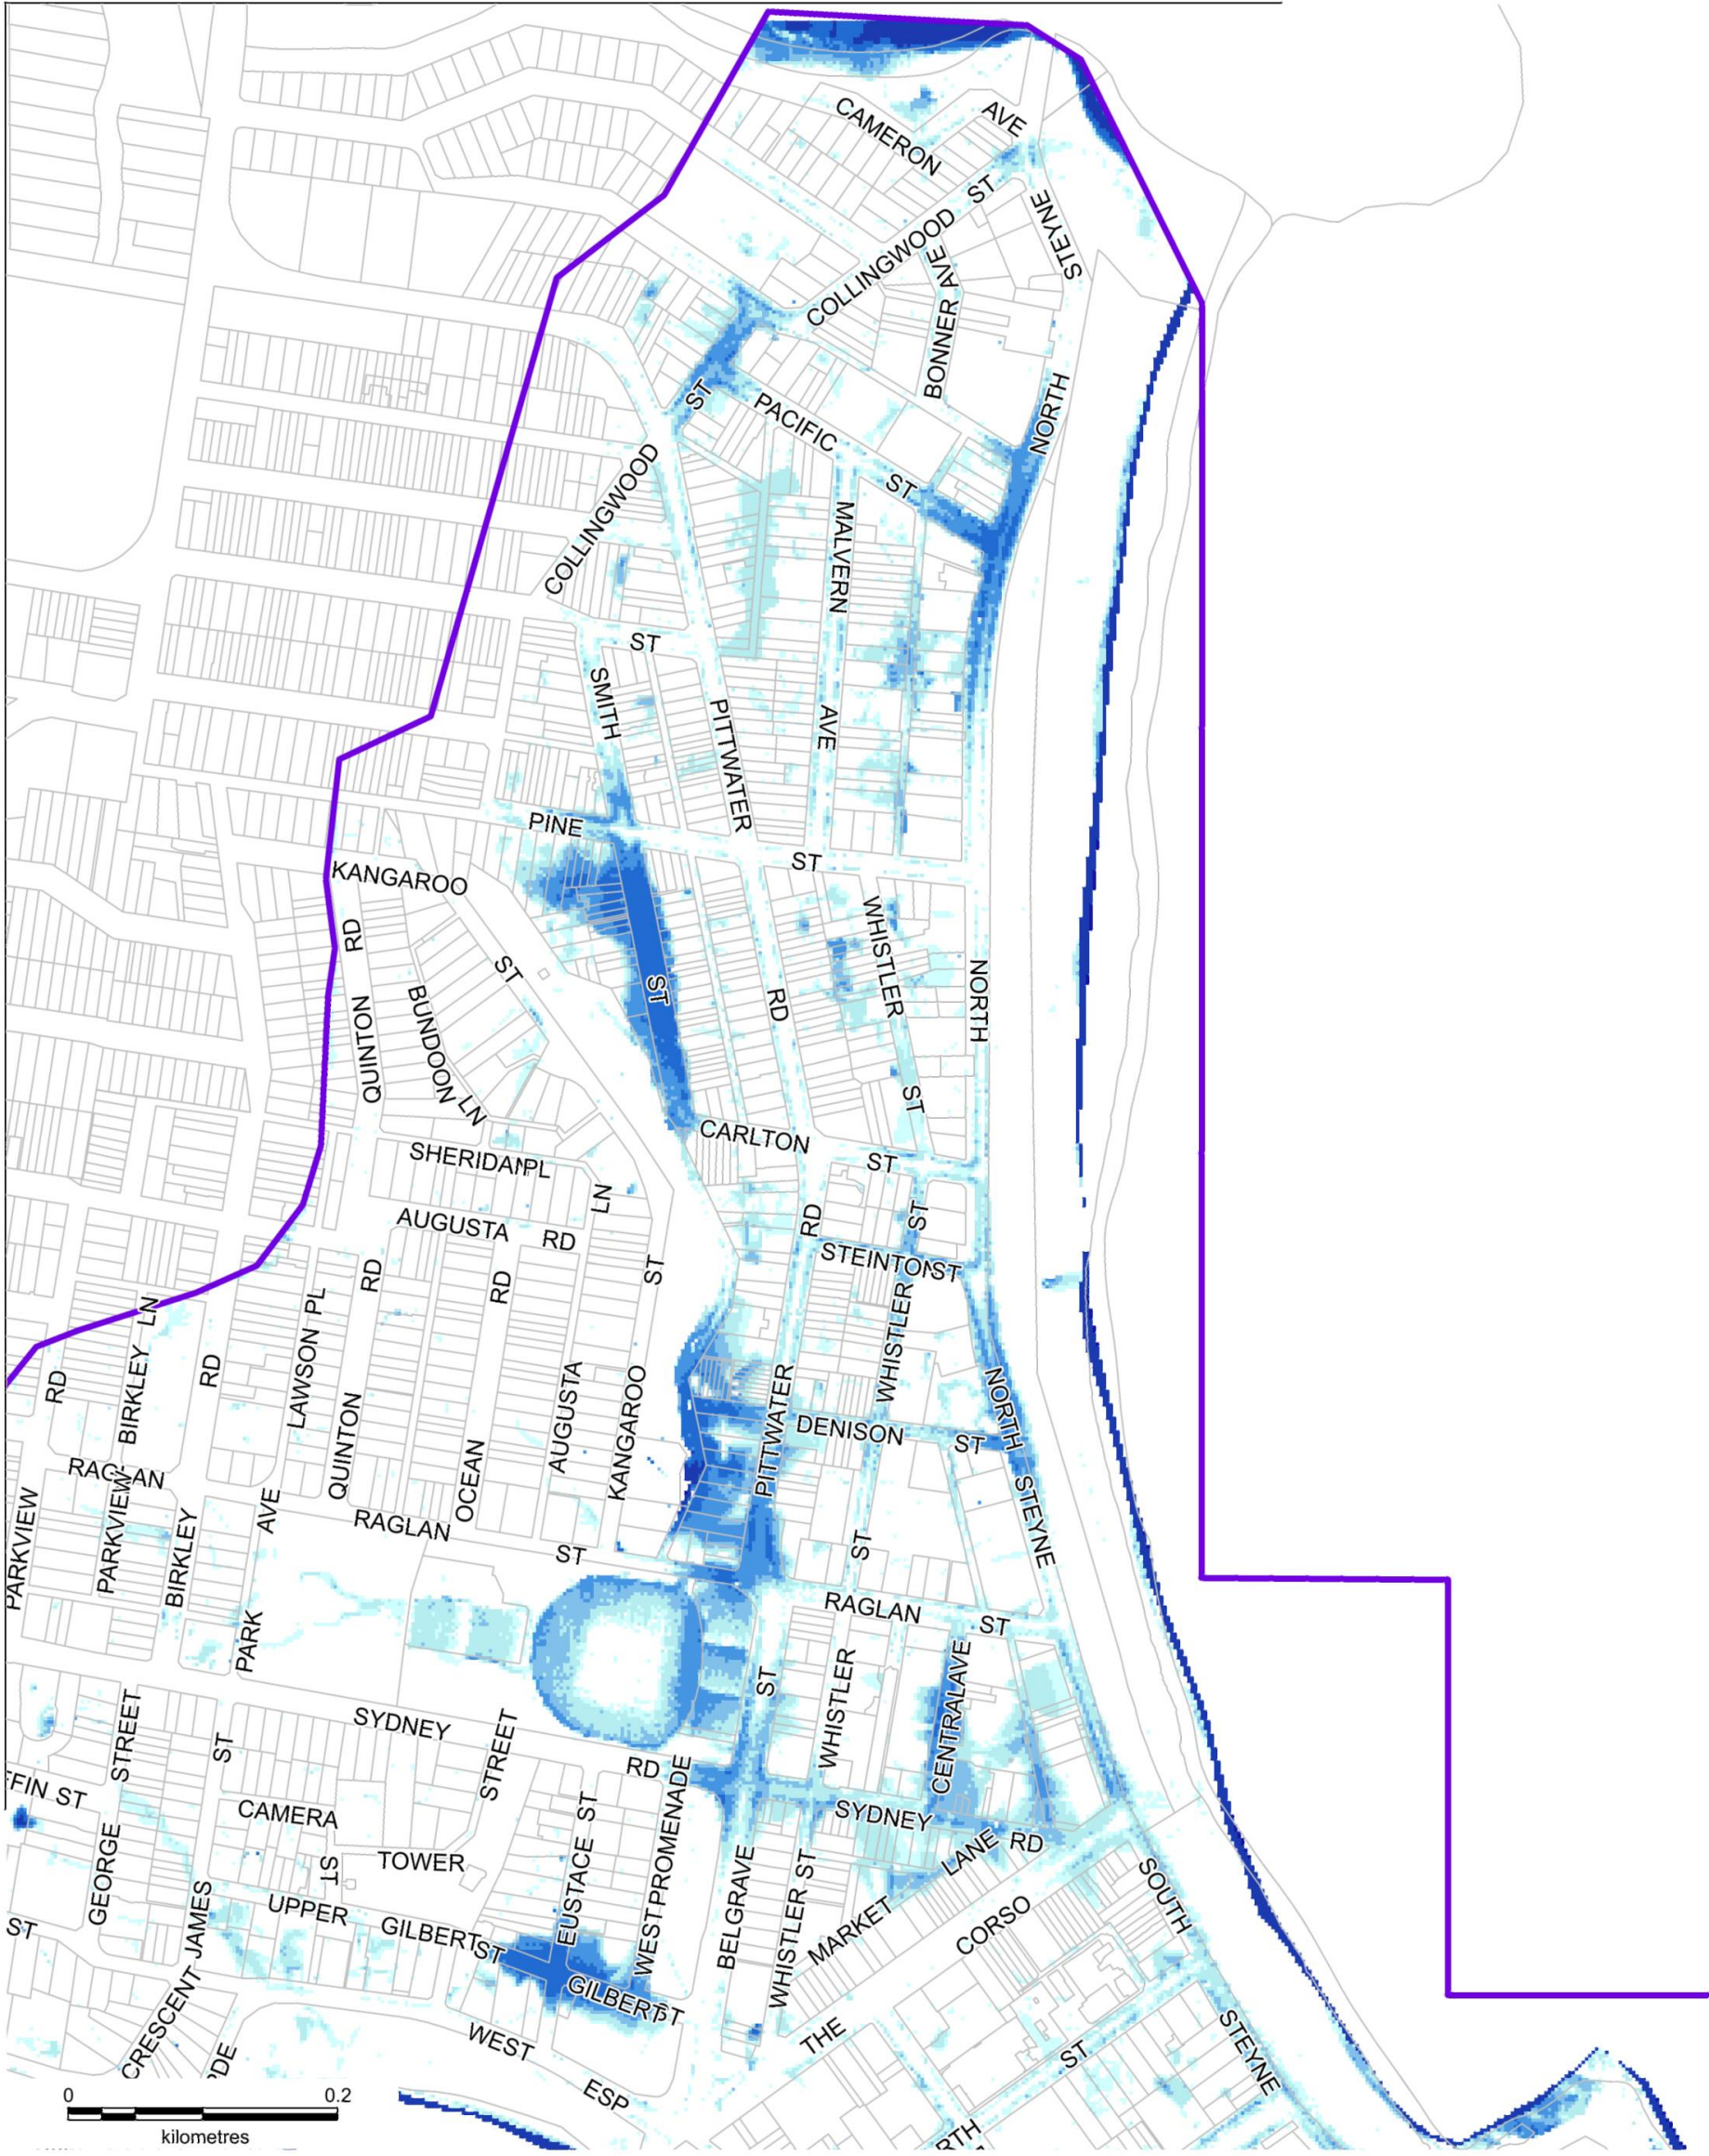 CAMERON
AVE
COLLINGWOOD ST
STEYNE
BONNER AVE
ST
PACIFIC
NORTH
COLLINGWOOD
ST
MALVERN
ST
SMITH
PITTWATER
AVE
PINE
ST
KANGAROO
RD
WHISTLER
ST
ST
NORTH
QUINTON
BUNDOON
LN
RD
ST
CARLTON
ST
SHERIDAN PL
LN
AUGUSTA
RD
RD
ST
STEINTON ST
LN
LAWSON PL
RD
RD
ST
WHISTLER
RD
BIRKLEY
RD
QUINTON
AUGUSTA
KANGAROO
PITTWATER
DENISON
ST
NORTH
RAGLAN
OCEAN
STEYNE
PARKVIEW
PARKVIEW
BIRKLEY
AVE
RAGLAN
ST
ST
RAGLAN
ST
PARK
ST
WHISTLER
CENTRAL AVE
STREET
ST
SYDNEY
STREET
RD
FFIN ST
CAMERA
EUSTACE ST
WEST PROMENADE
SYDNEY
RD
GEORGE
ST
TOWER
BELGRAVE
WHISTLER ST
MARKET
LANE
SOUTH
ST
JAMES
UPPER
GILBERT
ST
CORSO
CRESCENT
GILBERT ST
WEST
THE
ST
STEYNE
DE
ESP
RTH
0
0.2
kilometres